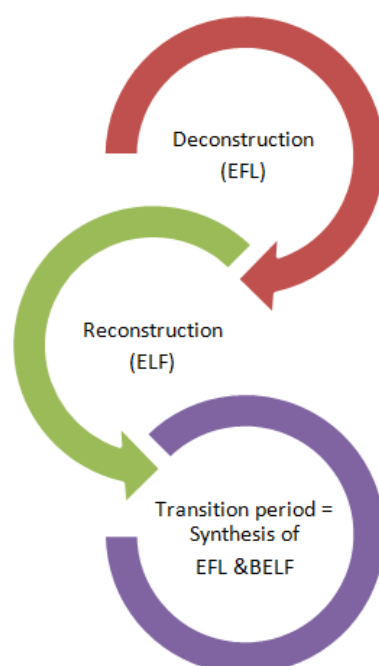 Deconstruction
(EFL)
Reconstruction
(ELF)
Transition period =
Synthesis of
EFL &BELF